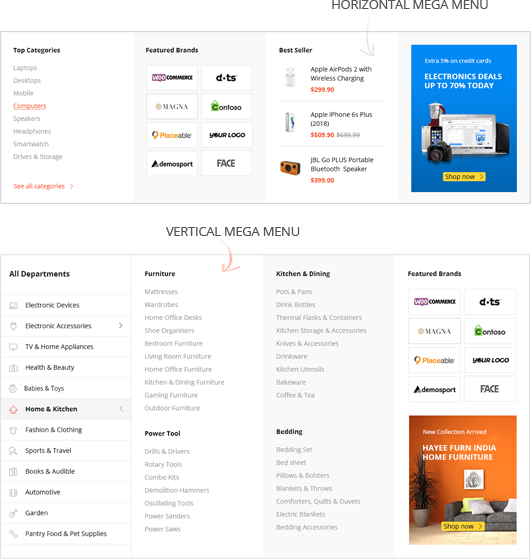 HORIZONTAL MEGA MENU
Top Categories
Laptops
Desktops
Mobile
Computers
Speakers
Headphones
Smartwatch
Drives & Storage
See all categories
Featured Brands
WOO COMMERCE
d•ts
MAGNA
Contoso
Placeable
YOUR LOGO
demosport
FACE
Best Seller
Apple AirPods 2 with
Wireless Charging
$299.90
Apple iPhone 6s Plus
(2018)
$509.90 $699.99
JBL Go PLUS Portable
Bluetooth Speaker
$399.00
Extra 5% on credit cards
ELECTRONICS DEALS
UP TO 70% TODAY
Shop now
VERTICAL MEGA MENU
All Departments
Electronic Devices
Electronic Accessories
TV & Home Appliances
Health & Beauty
Babies & Toys
Home & Kitchen
Fashion & Clothing
Sports & Travel
Books & Audible
Automotive
Garden
Pantry Food & Pet Supplies
Furniture
Mattresses
Wardrobes
Home Office Desks
Shoe Organisers
Bedroom Furniture
Living Room Furniture
Home Office Furniture
Kitchen & Dining Furniture
Gaming Furniture
Outdoor Furniture
Power Tool
Drills & Drivers
Rotary Tools
Combo Kits
Demolition Hammers
Oscillating Tools
Power Sanders
Power Saws
Kitchen & Dining
Pots & Pans
Drink Bottles
Thermal Flasks & Containers
Kitchen Storage & Accessories
Knives & Accessories
Drinkware
Kitchen Utensils
Bakeware
Coffee & Tea
Bedding
Bedding Set
Bed sheet
Pillows & Bolsters
Blankets & Throws
Comforters, Quilts & Duvets
Electric Blankets
Bedding Accessories
Featured Brands
WOO COMMERCE
d•ts
MAGNA
Contoso
Placeable
YOUR LOGO
demosport
FACE
New Collection Arrived
HAYEE FURN INDIA
HOME FURNITURE
Shop now